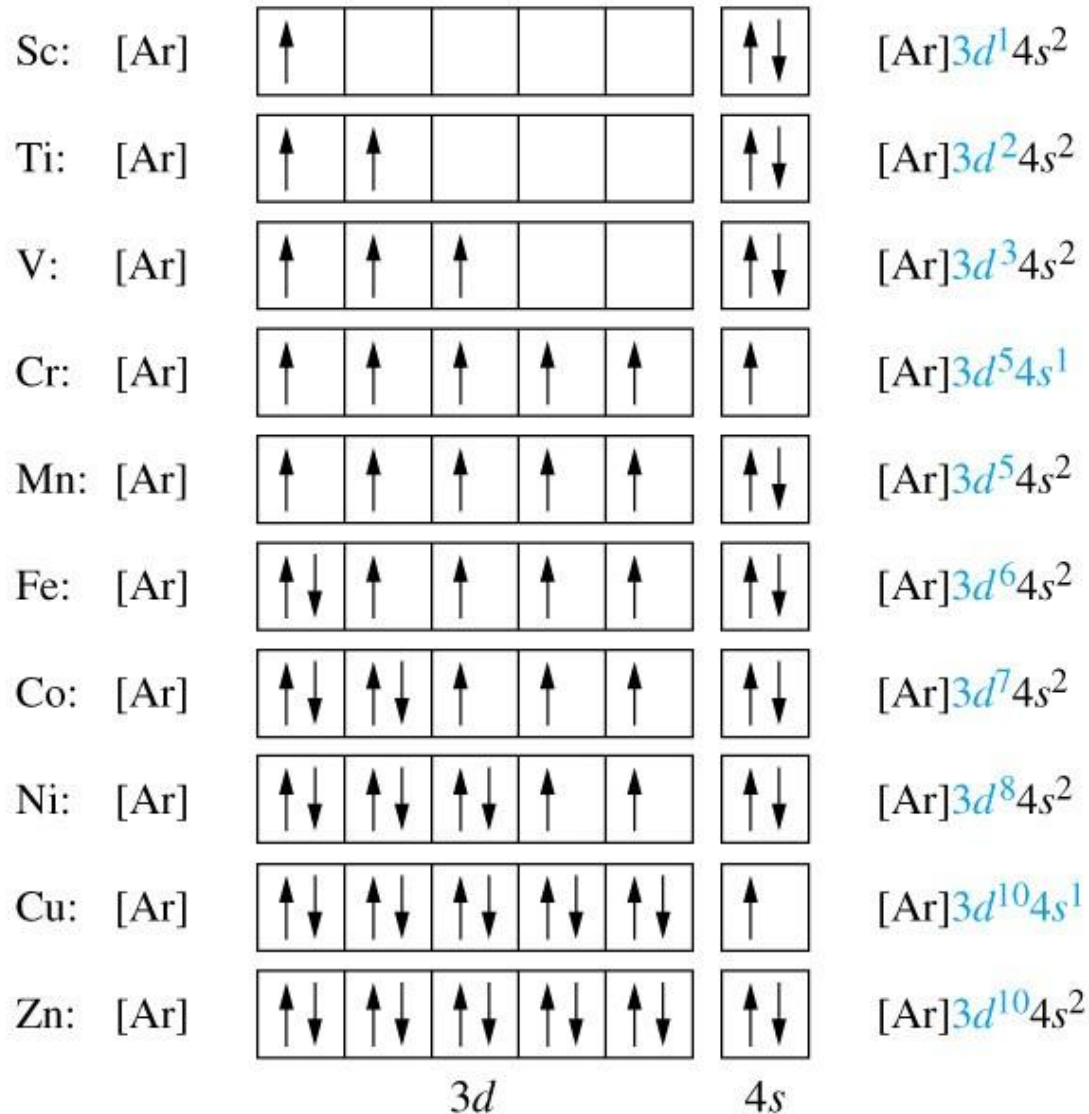 Sc: [Ar] [Ar]3d¹4s²
Ti: [Ar] [Ar]3d²4s²
V: [Ar] [Ar]3d³4s²
Cr: [Ar] [Ar]3d⁵4s¹
Mn: [Ar] [Ar]3d⁵4s²
Fe: [Ar] [Ar]3d⁶4s²
Co: [Ar] [Ar]3d⁷4s²
Ni: [Ar] [Ar]3d⁸4s²
Cu: [Ar] [Ar]3d¹⁰4s¹
Zn: [Ar] [Ar]3d¹⁰4s²
3d 4s